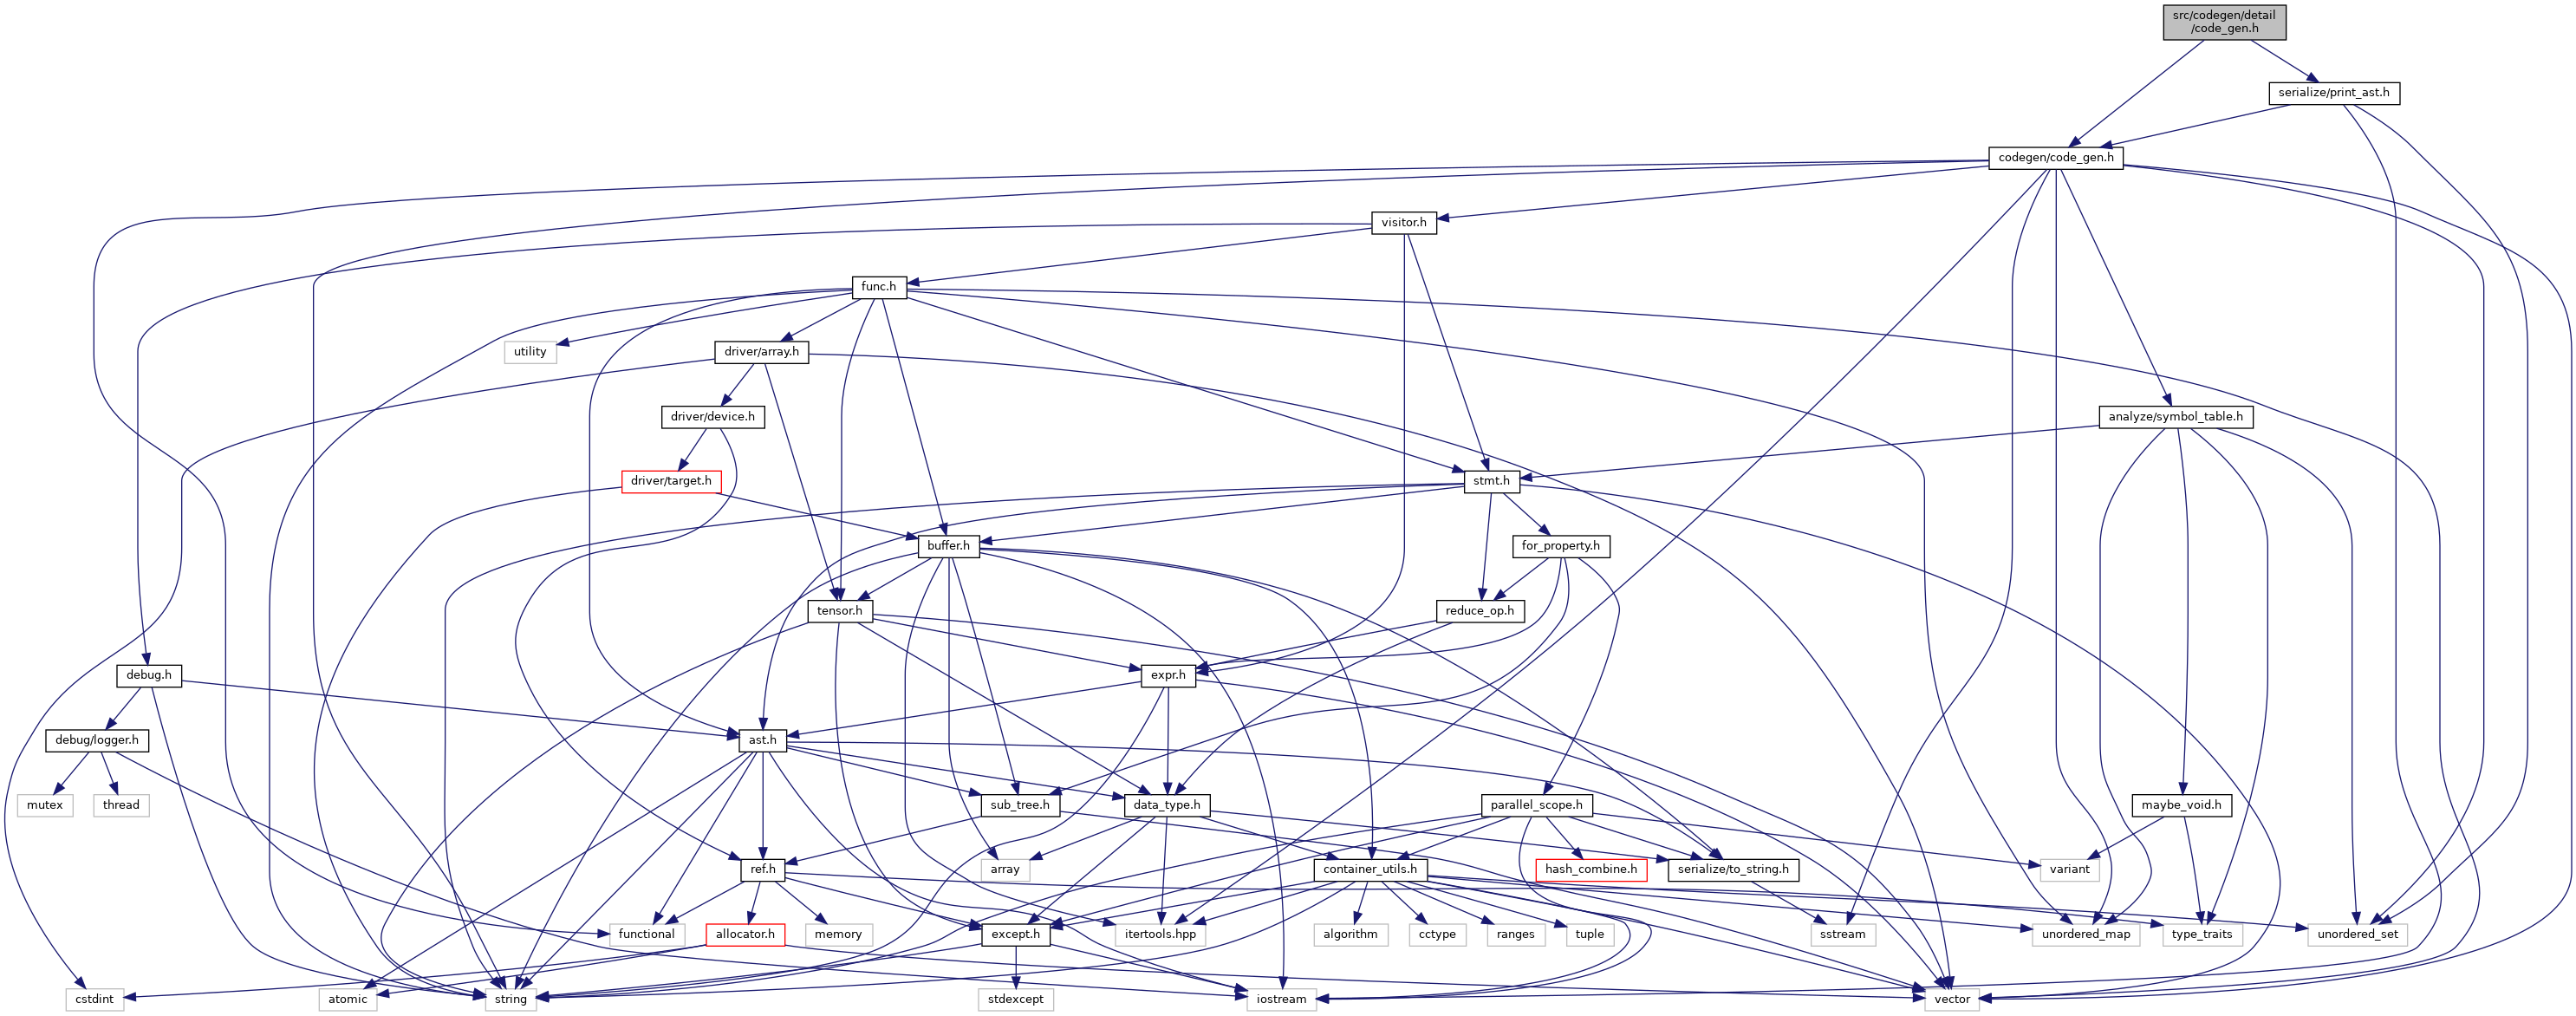 src/codegen/detail
/code_gen.h
serialize/print_ast.h
codegen/code_gen.h
visitor.h
func.h
utility
driver/array.h
driver/device.h
analyze/symbol_table.h
driver/target.h
stmt.h
buffer.h
for_property.h
tensor.h
reduce_op.h
debug.h
expr.h
debug/logger.h
ast.h
mutex
thread
sub_tree.h
data_type.h
parallel_scope.h
maybe_void.h
ref.h
array
container_utils.h
hash_combine.h
serialize/to_string.h
variant
functional
allocator.h
memory
except.h
itertools.hpp
algorithm
cctype
ranges
tuple
sstream
unordered_map
type_traits
unordered_set
cstdint
atomic
string
stdexcept
iostream
vector